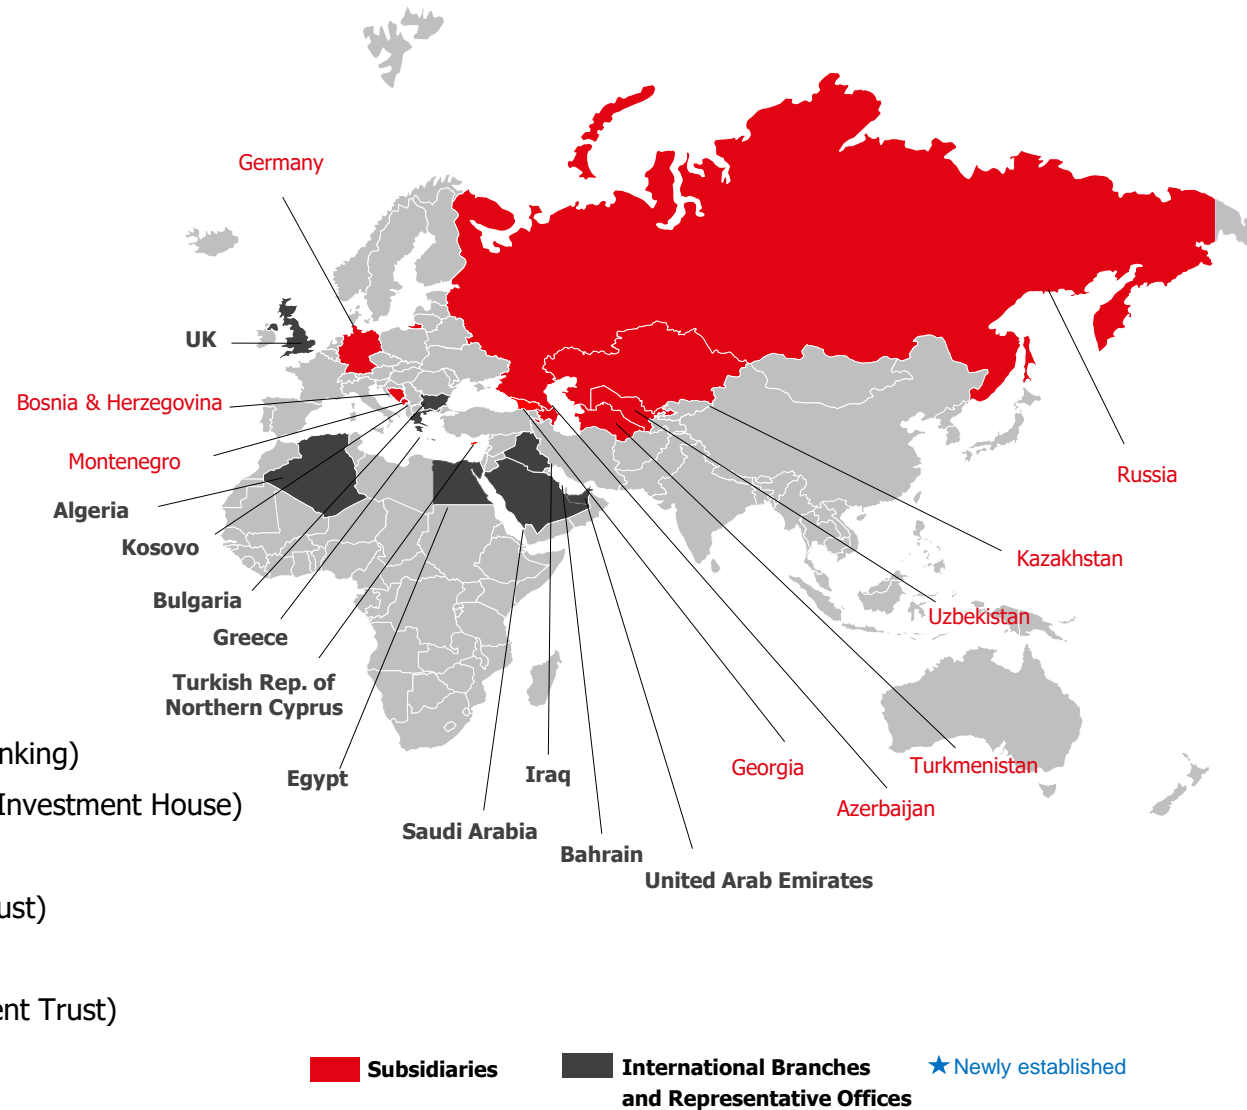 Germany
UK
Bosnia & Herzegovina
Montenegro
Algeria
Kosovo
Bulgaria
Greece
Turkish Rep. of
Northern Cyprus
Egypt
Saudi Arabia
Iraq
Bahrain
United Arab Emirates
Georgia
Azerbaijan
Turkmenistan
Uzbekistan
Kazakhstan
Russia
nking)
Investment House)
ust)
ent Trust)
Subsidiaries
International Branches
and Representative Offices
Newly established